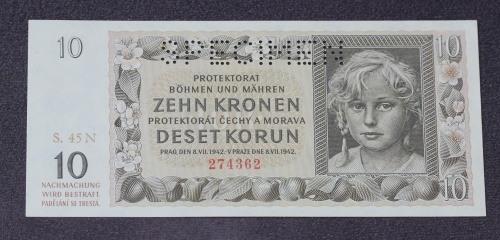 10
SPECIMEN
10
PROTEKTORAT
BÖHMEN UND MÄHREN
ZEHN KRONEN
PROTEKTORÁT ČECHY A MORAVA
DESET KORUN
PRAG, DEN 8.VII.1942. V PRAZE DNE 8.VII.1942.
274362
S. 45 N
10
NACHMACHUNG
WIRD BESTRAFT.
PADĚLÁNÍ SE TRESTÁ.
10